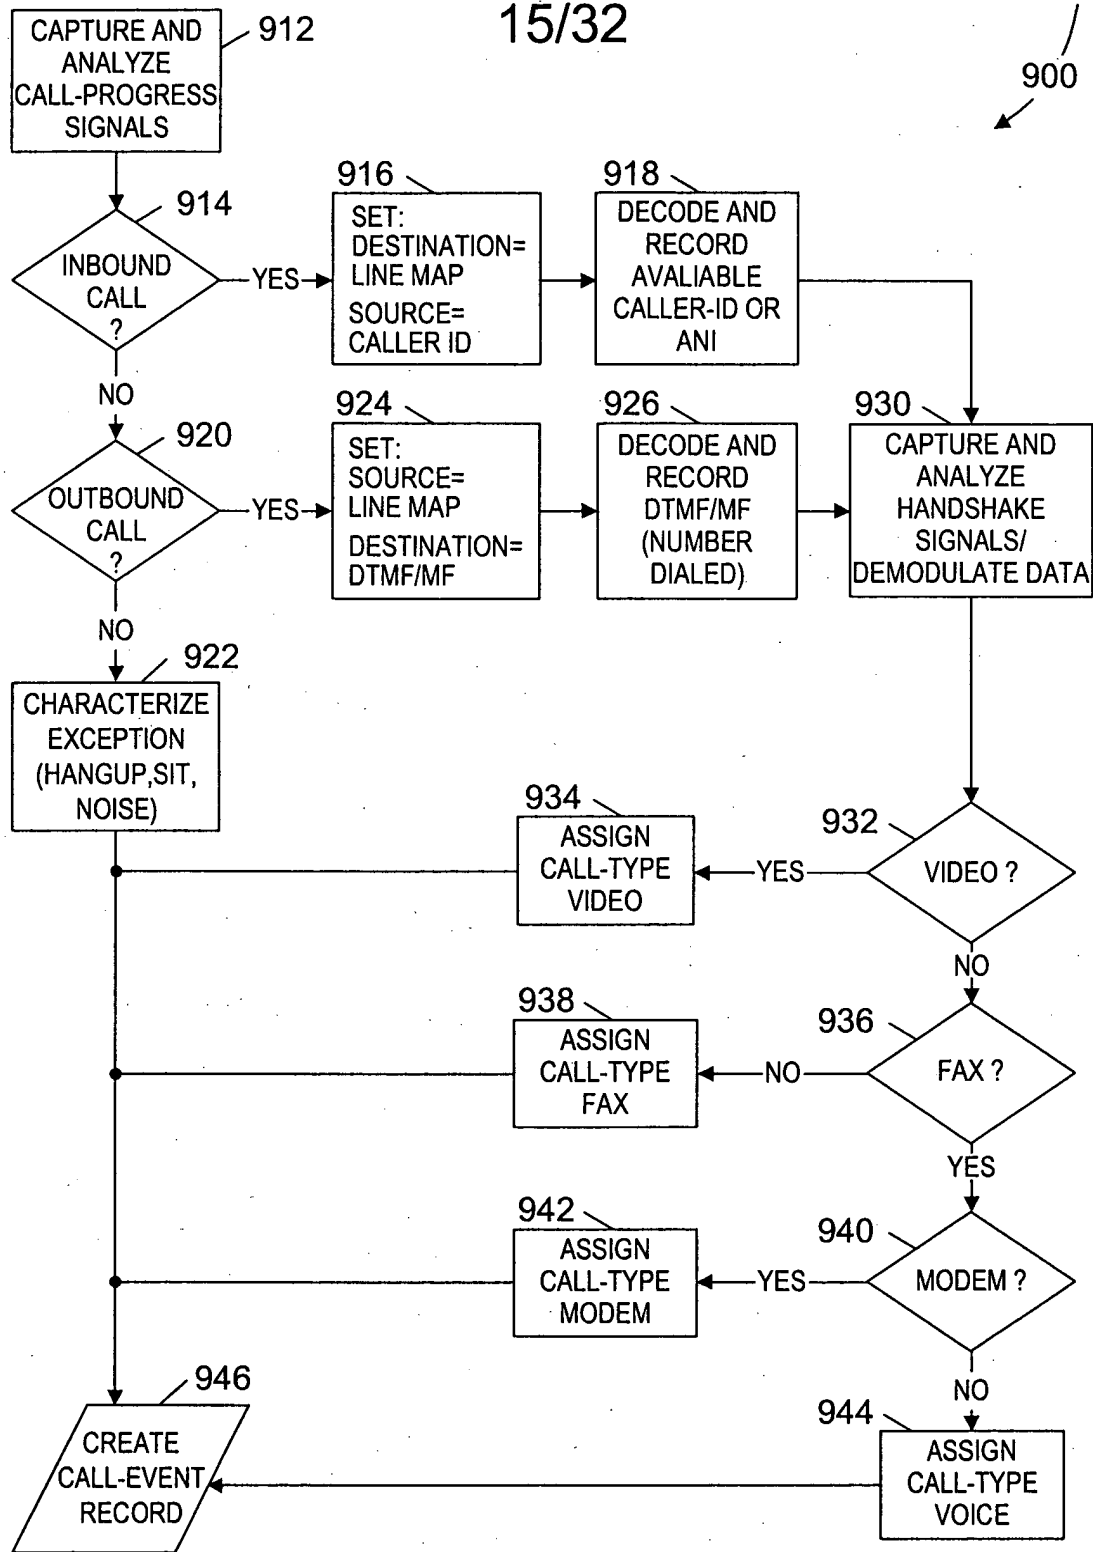 15/32
900
912
CAPTURE AND
ANALYZE
CALL-PROGRESS
SIGNALS
914
INBOUND
CALL
?
YES
NO
916
SET:
DESTINATION=
LINE MAP
SOURCE=
CALLER ID
918
DECODE AND
RECORD
AVALIABLE
CALLER-ID OR
ANI
920
OUTBOUND
CALL
?
YES
NO
924
SET:
SOURCE=
LINE MAP
DESTINATION=
DTMF/MF
926
DECODE AND
RECORD
DTMF/MF
(NUMBER
DIALED)
930
CAPTURE AND
ANALYZE
HANDSHAKE
SIGNALS/
DEMODULATE DATA
922
CHARACTERIZE
EXCEPTION
(HANGUP,SIT,
NOISE)
932
VIDEO ?
YES
NO
934
ASSIGN
CALL-TYPE
VIDEO
936
FAX ?
NO
YES
938
ASSIGN
CALL-TYPE
FAX
940
MODEM ?
YES
NO
942
ASSIGN
CALL-TYPE
MODEM
944
ASSIGN
CALL-TYPE
VOICE
946
CREATE
CALL-EVENT
RECORD